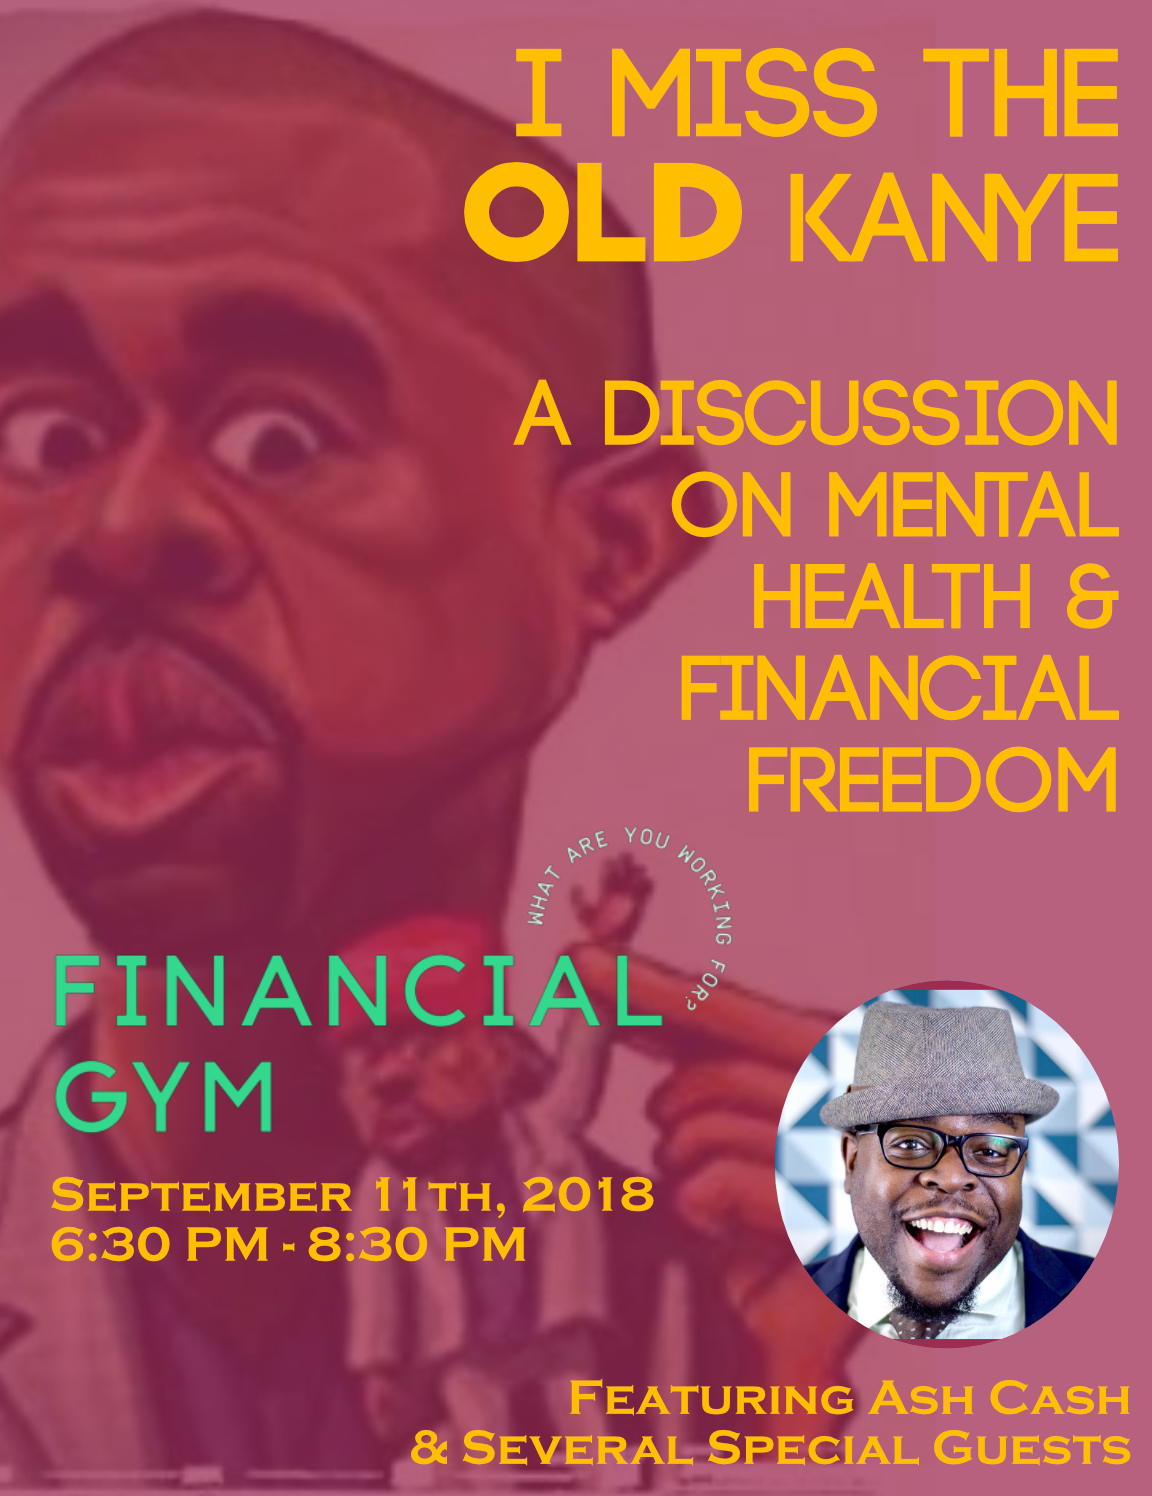 I MISS THE
OLD KANYE
A DISCUSSION
ON MENTAL
HEALTH &
FINANCIAL
FREEDOM
WHAT ARE YOU WORKING FOR?
FINANCIAL
GYM
SEPTEMBER 11TH, 2018
6:30 PM - 8:30 PM
FEATURING ASH CASH
& SEVERAL SPECIAL GUESTS